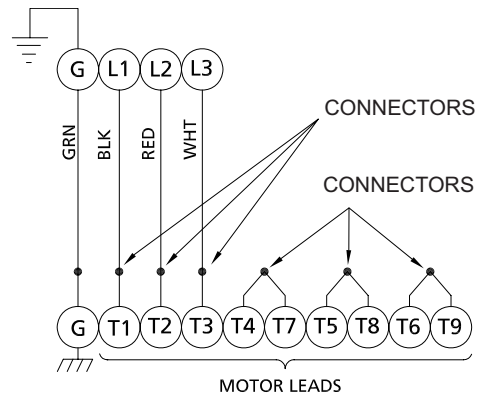 G L1 L2 L3
GRN BLK RED WHT
CONNECTORS
CONNECTORS
G T1 T2 T3 T4 T7 T5 T8 T6 T9
MOTOR LEADS